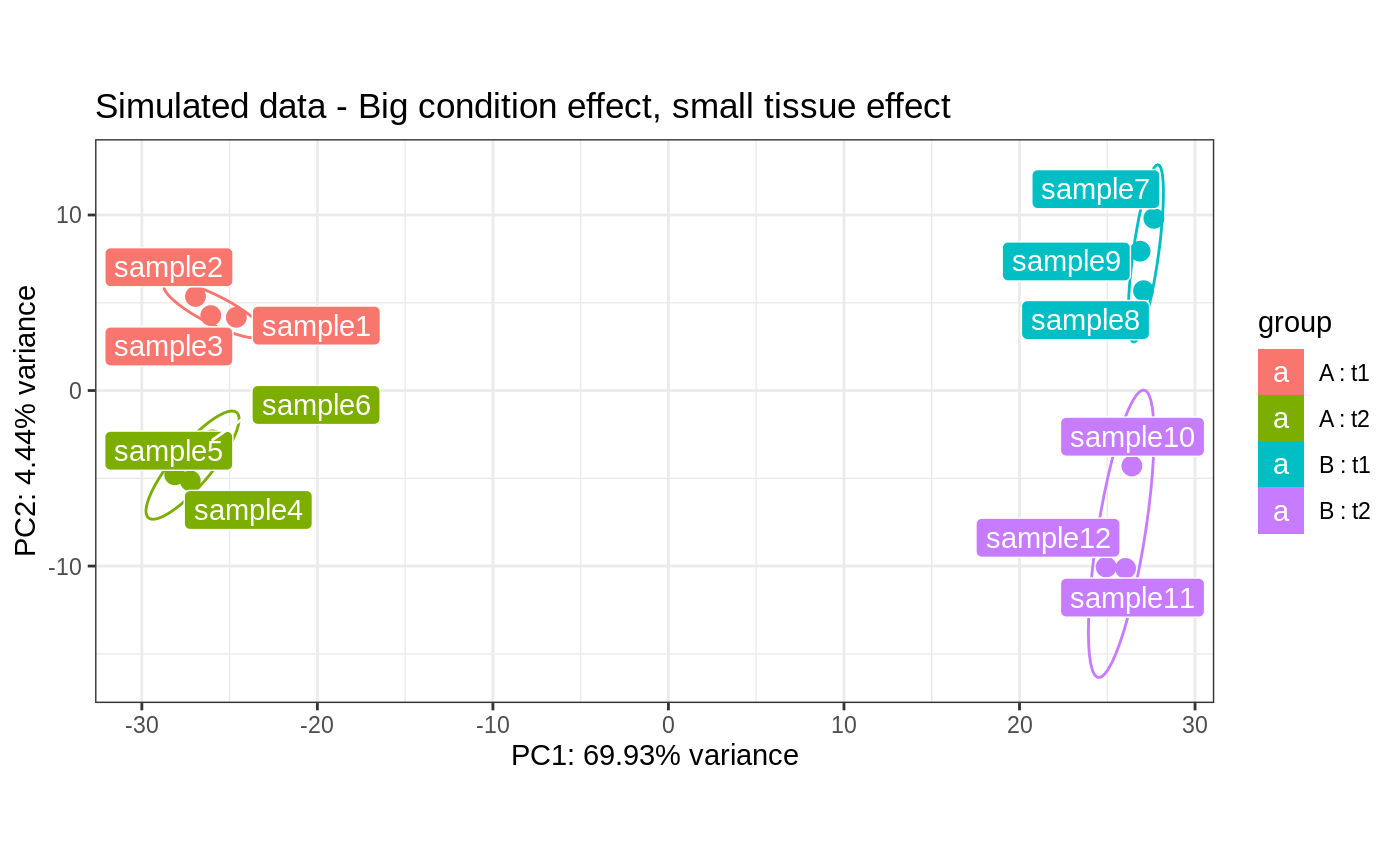 Simulated data - Big condition effect, small tissue effect
PC2: 4.44% variance
10
0
-10
sample7
sample2
sample9
sample1
sample8
sample3
sample6
sample10
sample5
sample4
sample12
sample11
-30
-20
-10
0
10
20
30
PC1: 69.93% variance
group
a A : t1
a A : t2
a B : t1
a B : t2